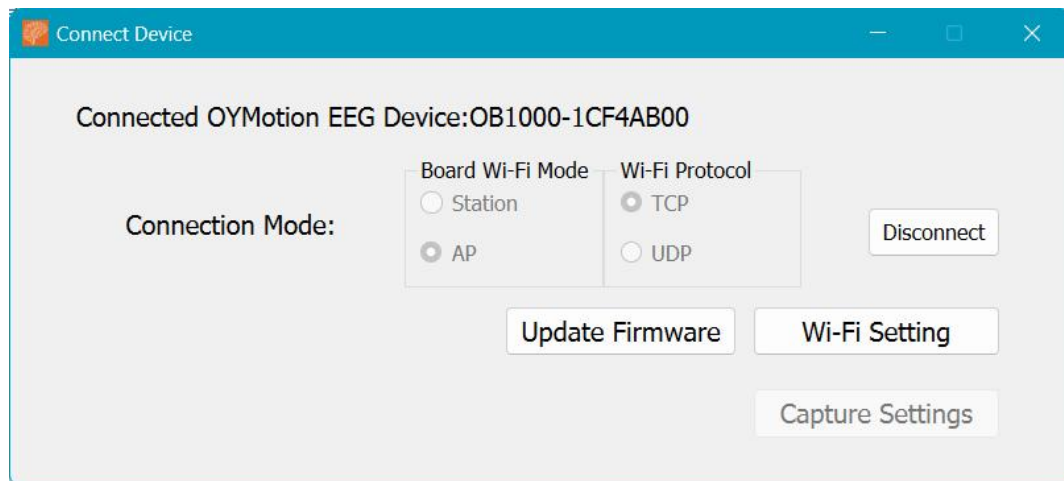 Connect Device
Connected OYMotion EEG Device:OB1000-1CF4AB00
Connection Mode:
Board Wi-Fi Mode
Station
AP
Wi-Fi Protocol
TCP
UDP
Disconnect
Update Firmware
Wi-Fi Setting
Capture Settings